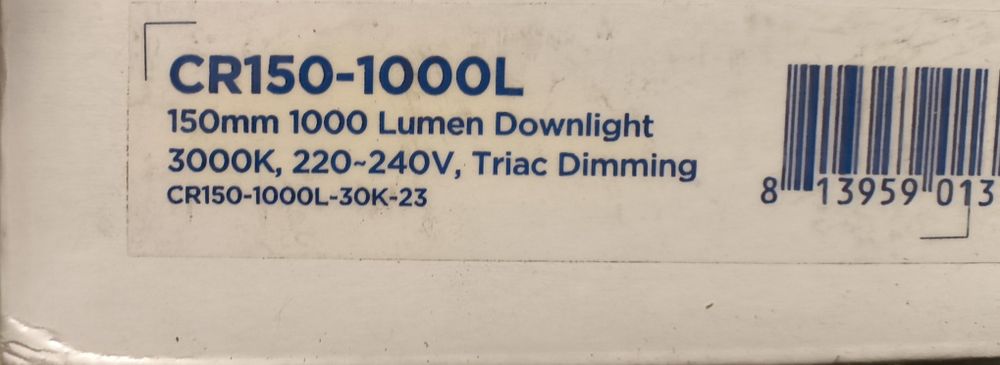 CR150-1000L
150mm 1000 Lumen Downlight
3000K, 220~240V, Triac Dimming
CR150-1000L-30K-23
8 13959 013